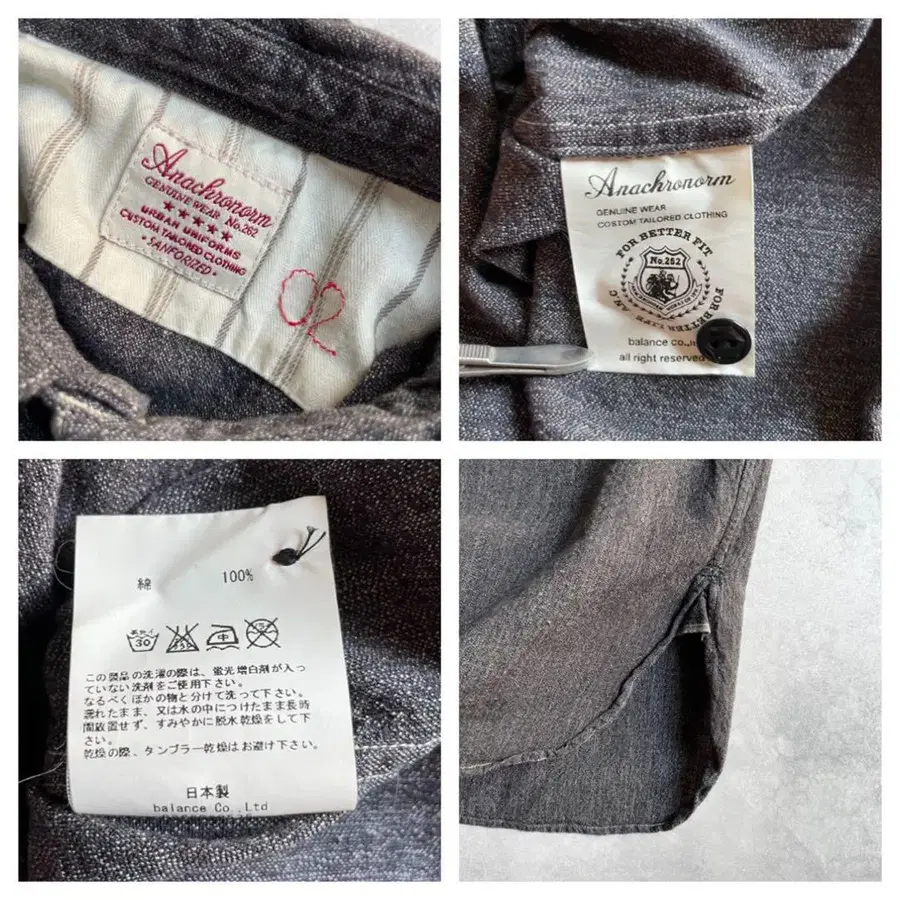 Anachronorm
GENUINE WEAR No.262
★★★★★
URBAN UNIFORMS
CUSTOM TAILORED CLOTHING
・SANFORIZED・
02
Anachronorm
GENUINE WEAR
COSTOM TAILORED CLOTHING
FOR BETTER FIT
No.262
FOR BETTER LIFE
balance co.,
all right reserved
綿 100%
30
中
この製品の洗濯の際は、蛍光増白剤が入っ
ていない洗剤をご使用下さい。
なるべくほかの物と分けて洗って下さい。
濡れたまま、又は水の中につけたまま長時
間放置せず、すみやかに脱水乾燥をして下
さい。
乾燥の際、タンブラー乾燥はお避け下さい。
日本製
balance Co.,Ltd